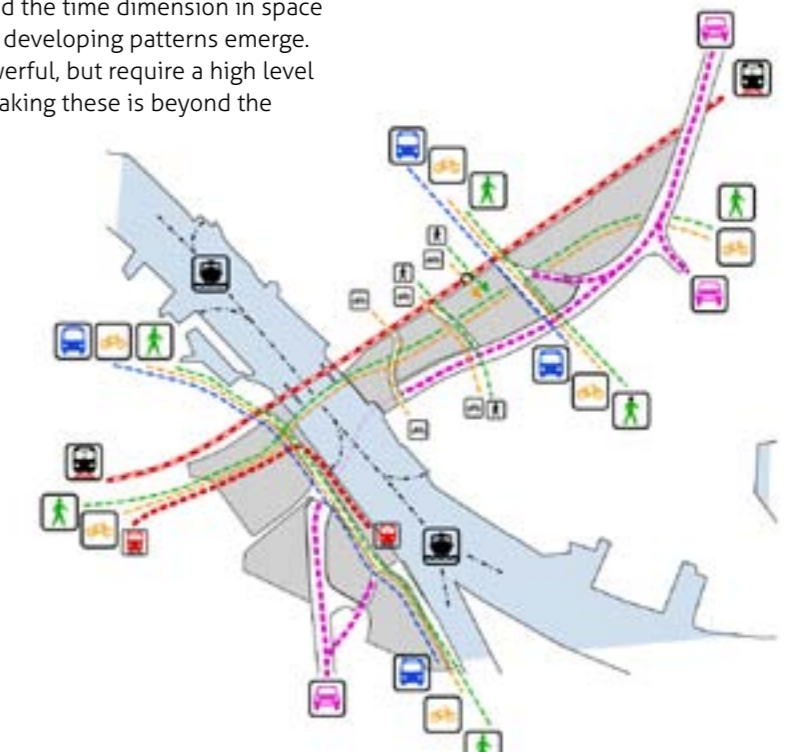 d the time dimension in space
developing patterns emerge.
werful, but require a high level
aking these is beyond the